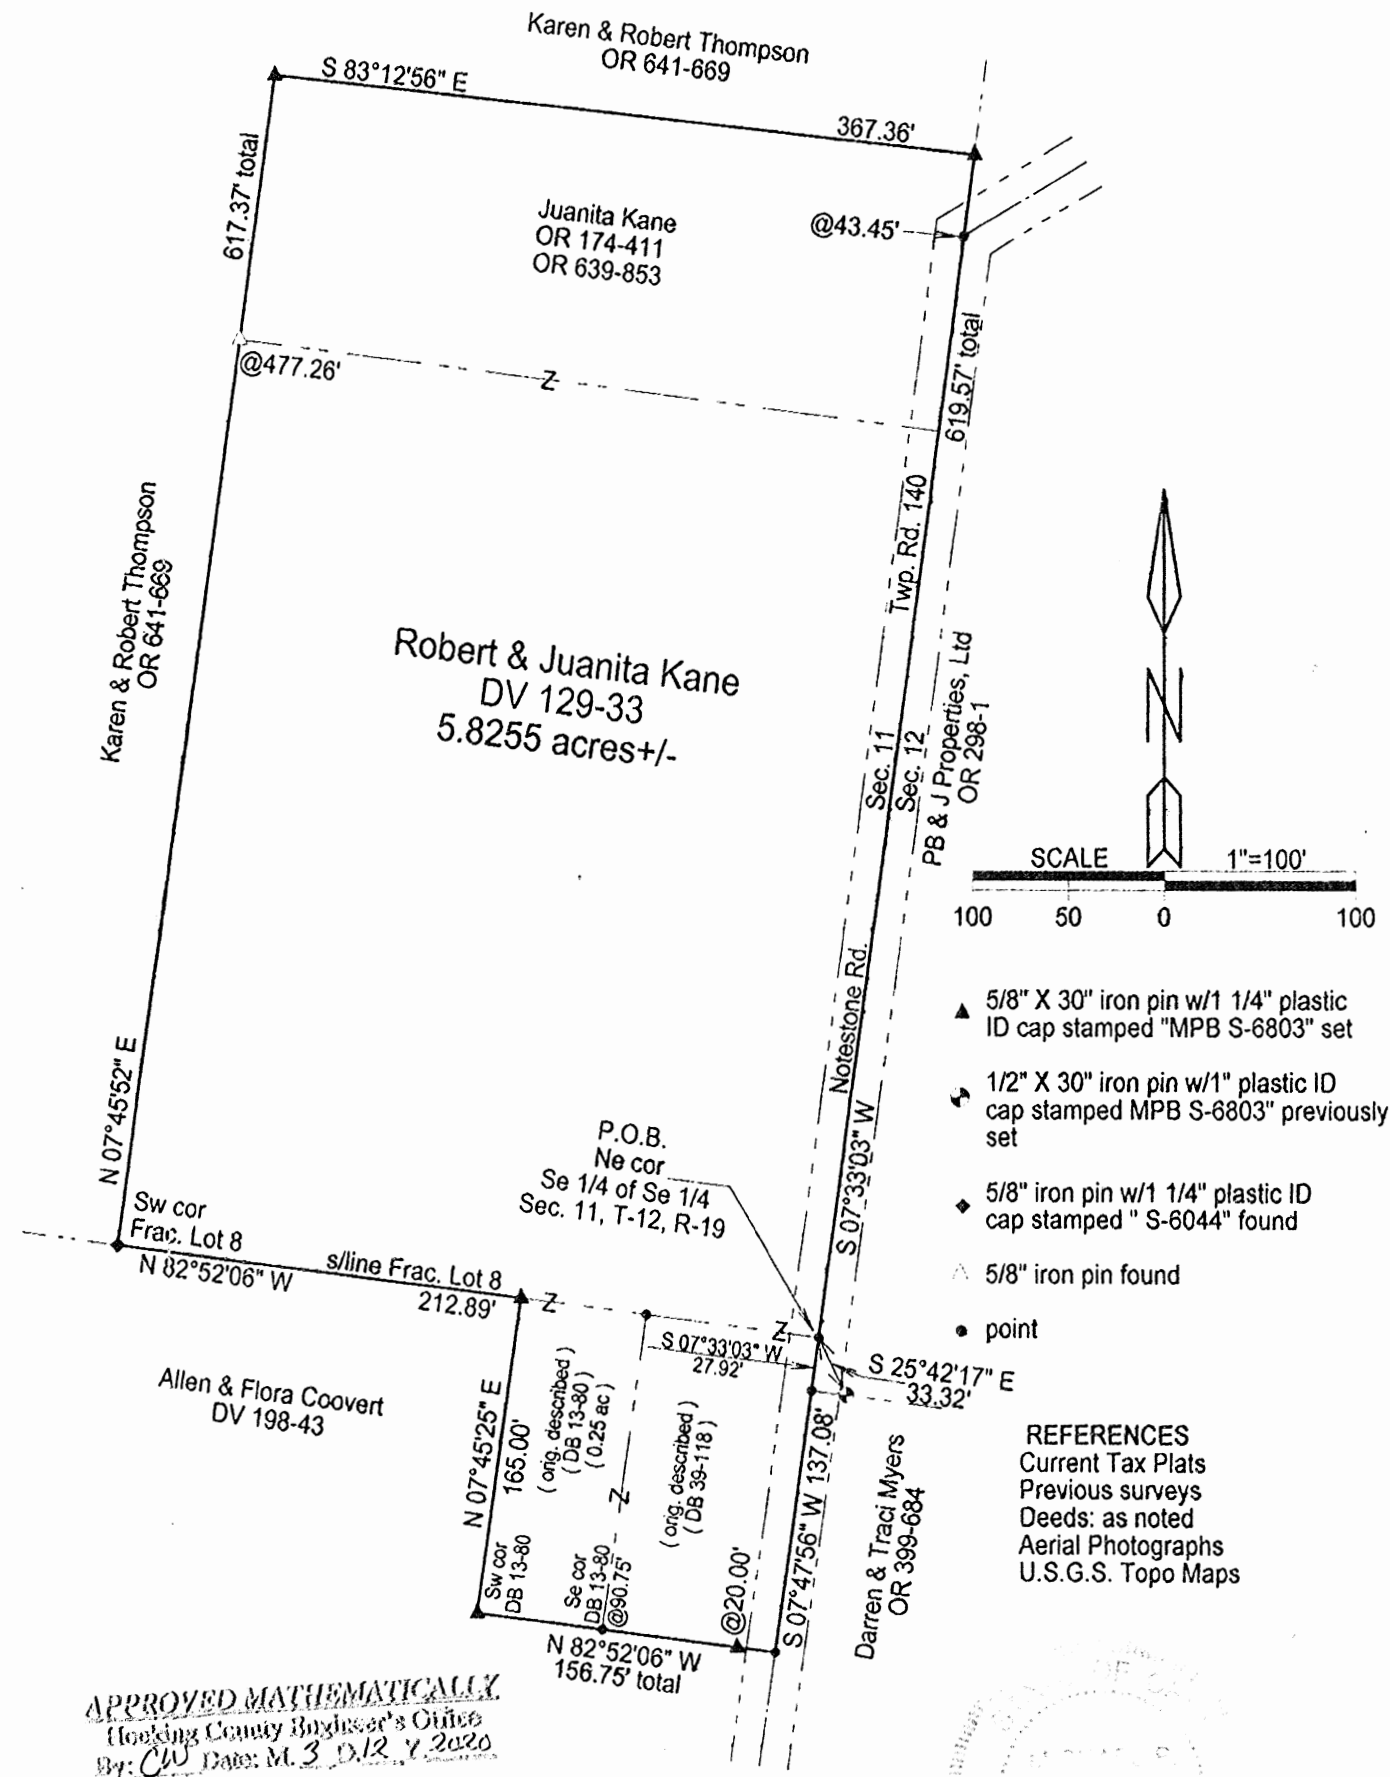 Karen & Robert Thompson
OR 641-669
S 83°12'56" E
367.36'
617.37' total
Juanita Kane
OR 174-411
OR 639-853
@43.45'
@477.26'
Z
619.57' total
Twp. Rd. 140
Karen & Robert Thompson
OR 641-669
Robert & Juanita Kane
DV 129-33
5.8255 acres+/-
Sec. 11
Sec. 12
PB & J Properties, Ltd
OR 298-1
N
SCALE 1"=100'
100 50 0 100
Notestone Rd.
S 07°33'03" W
N 07°45'52" E
5/8" X 30" iron pin w/1 1/4" plastic
ID cap stamped "MPB S-6803" set
1/2" X 30" iron pin w/1" plastic ID
cap stamped MPB S-6803" previously
set
5/8" iron pin w/1 1/4" plastic ID
cap stamped " S-6044" found
5/8" iron pin found
point
P.O.B.
Ne cor
Se 1/4 of Se 1/4
Sec. 11, T-12, R-19
Sw cor
Frac. Lot 8
N 82°52'06" W
s/line Frac. Lot 8
212.89'
Z
Z
S 07°33'03" W
27.92'
S 25°42'17" E
33.32'
Allen & Flora Coovert
DV 198-43
N 07°45'25" E
165.00'
( orig. described )
( DB 13-80 )
( 0.25 ac )
Z
( orig. described )
( DB 39-118 )
S 07°47'56" W 137.08'
Darren & Traci Myers
OR 399-684
Sw cor
DB 13-80
Se cor
DB 13-80
@90.75'
@20.00'
N 82°52'06" W
156.75' total
REFERENCES
Current Tax Plats
Previous surveys
Deeds: as noted
Aerial Photographs
U.S.G.S. Topo Maps
APPROVED MATHEMATICALLY
Hocking County Engineer's Office
By: CW Date: M. 3 D.12 Y. 2020